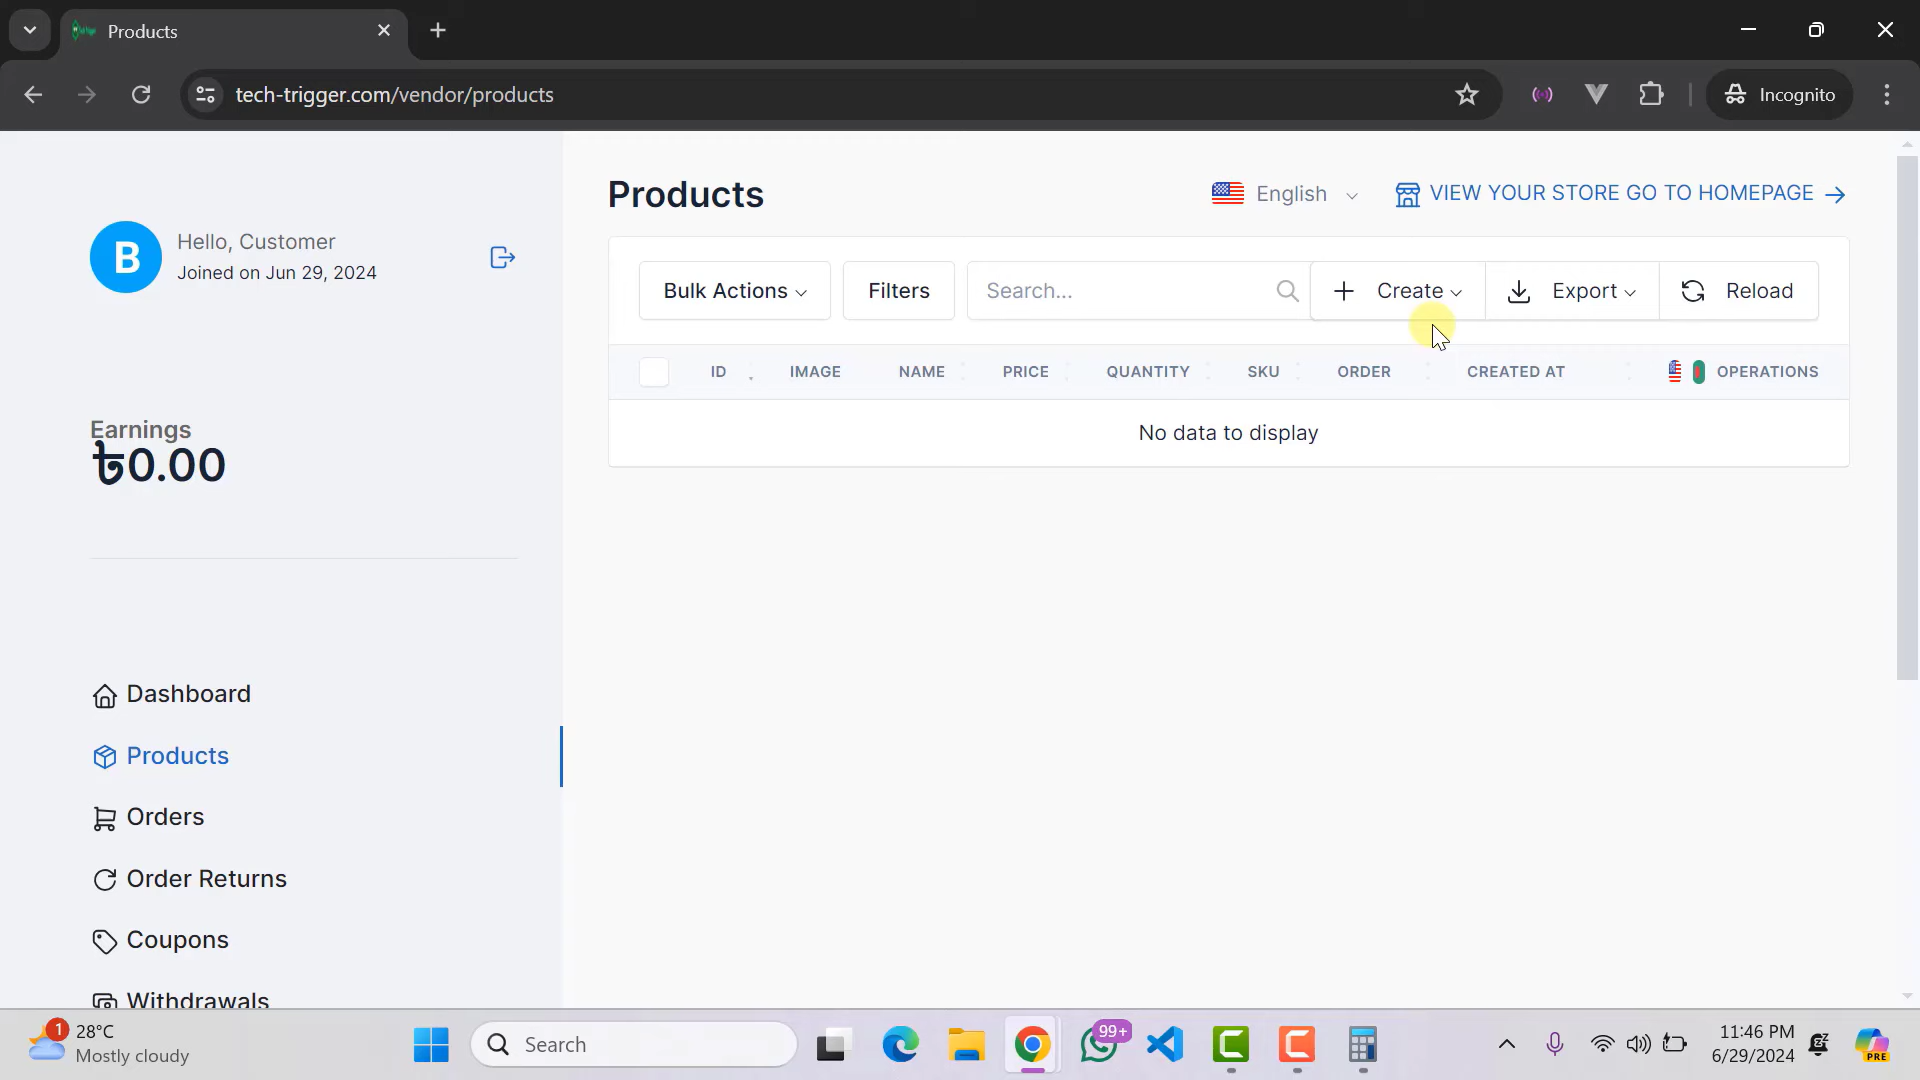 Products
tech-trigger.com/vendor/products
Incognito
B
Hello, Customer
Joined on Jun 29, 2024
Earnings
৳0.00
Dashboard
Products
Orders
Order Returns
Coupons
Withdrawals
Products
English
VIEW YOUR STORE GO TO HOMEPAGE
Bulk Actions
Filters
Search...
Create
Export
Reload
ID IMAGE NAME PRICE QUANTITY SKU ORDER CREATED AT OPERATIONS
No data to display
1
28°C
Mostly cloudy
Search
99+
11:46 PM
6/29/2024
PRE